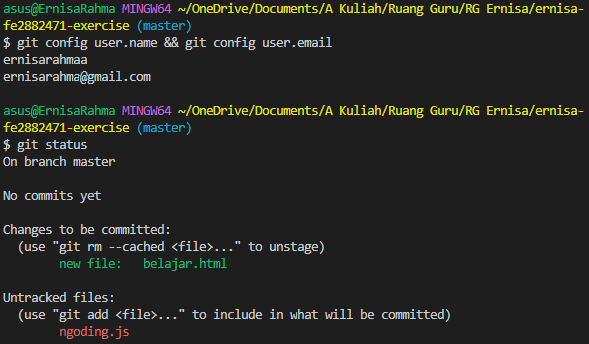 asus@ErnisaRahma MINGW64 ~/OneDrive/Documents/A Kuliah/Ruang Guru/RG Ernisa/ernisa-
fe2882471-exercise (master)
$ git config user.name && git config user.email
ernisarahmaa
ernisarahma@gmail.com

asus@ErnisaRahma MINGW64 ~/OneDrive/Documents/A Kuliah/Ruang Guru/RG Ernisa/ernisa-
fe2882471-exercise (master)
$ git status
On branch master

No commits yet

Changes to be committed:
  (use "git rm --cached <file>..." to unstage)
        new file:   belajar.html

Untracked files:
  (use "git add <file>..." to include in what will be committed)
        ngoding.js